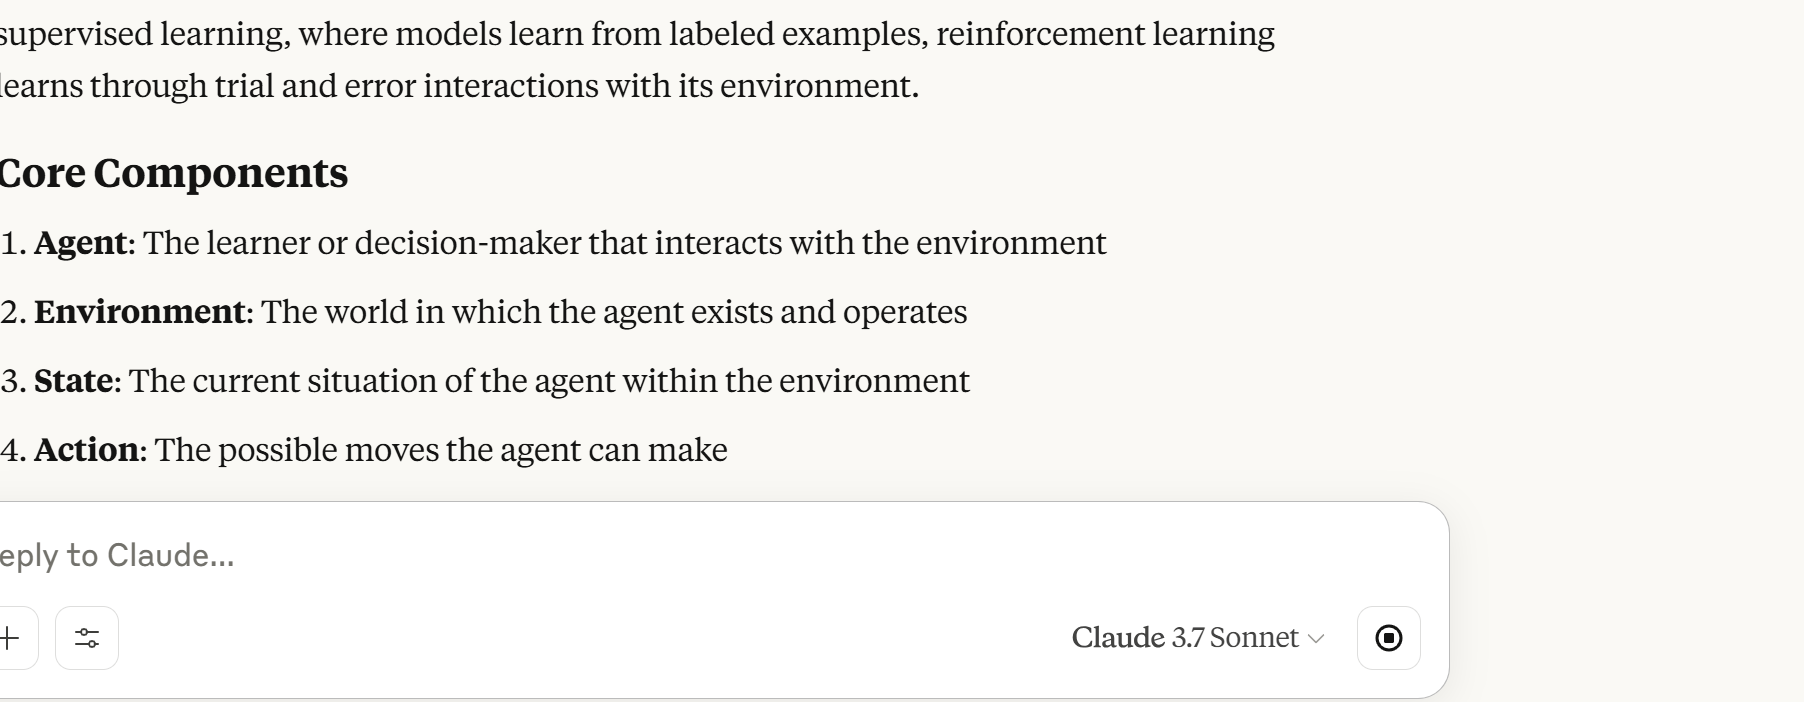 supervised learning, where models learn from labeled examples, reinforcement learning
learns through trial and error interactions with its environment.
Core Components
1. Agent: The learner or decision-maker that interacts with the environment
2. Environment: The world in which the agent exists and operates
3. State: The current situation of the agent within the environment
4. Action: The possible moves the agent can make
eply to Claude...
Claude 3.7 Sonnet